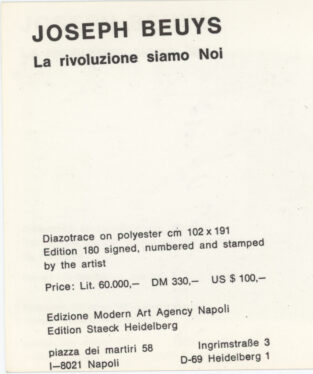 JOSEPH BEUYS
La rivoluzione siamo Noi
Diazotrace on polyester cm 102 x 191
Edition 180 signed, numbered and stamped
by the artist
Price: Lit. 60.000,— DM 330,— US $ 100,—
Edizione Modern Art Agency Napoli
Edition Staeck Heidelberg
piazza dei martiri 58 Ingrimstraße 3
I—8021 Napoli D-69 Heidelberg 1